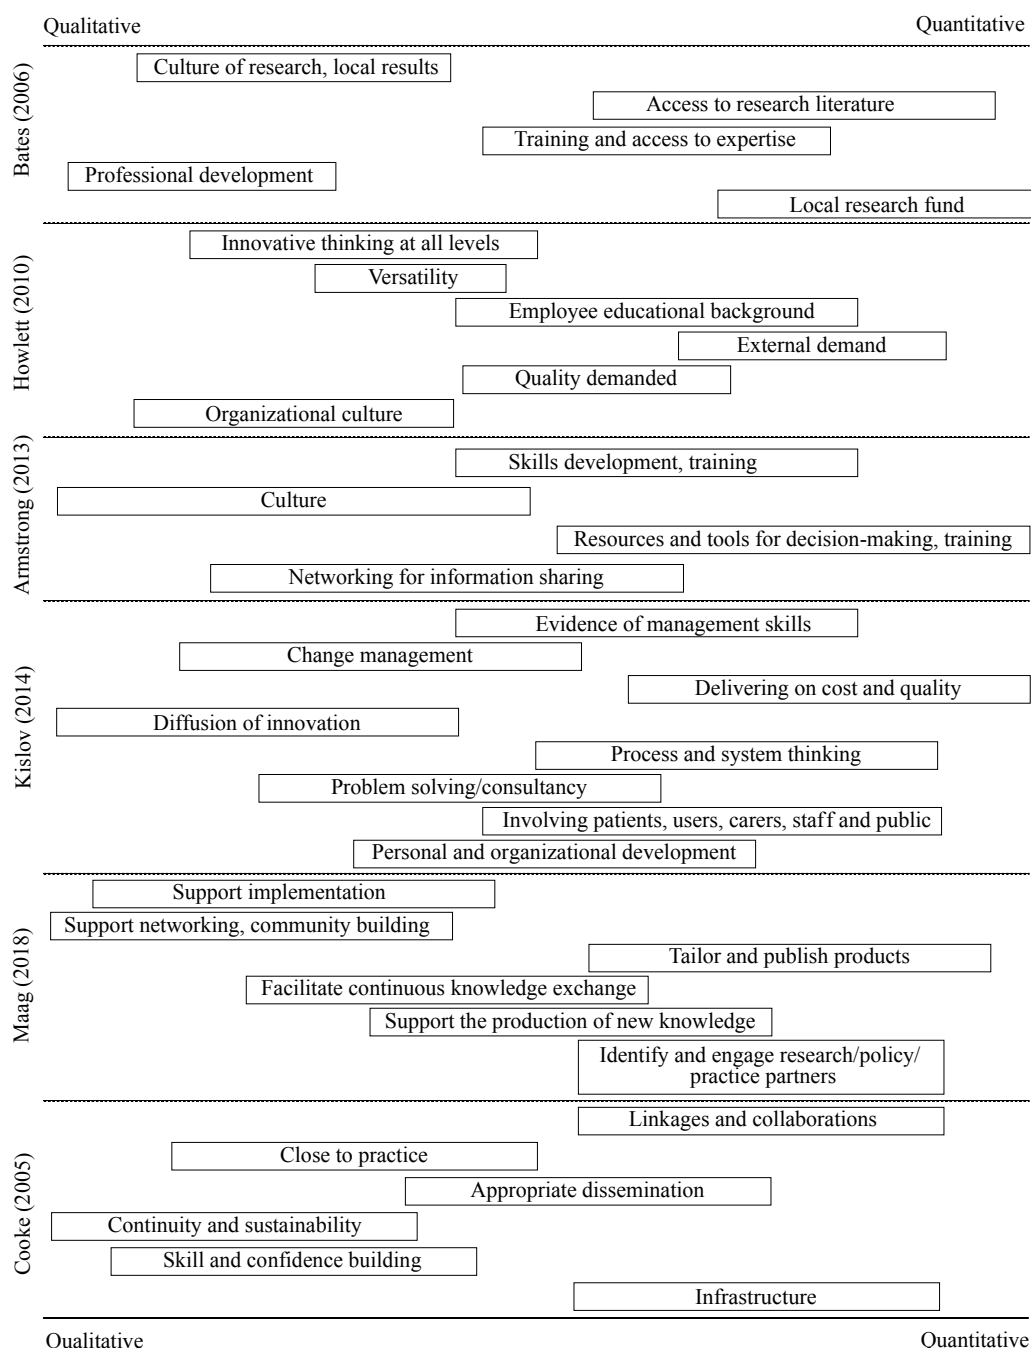 Qualitative
Quantitative
Bates (2006)
Culture of research, local results
Access to research literature
Training and access to expertise
Professional development
Local research fund
Howlett (2010)
Innovative thinking at all levels
Versatility
Employee educational background
External demand
Quality demanded
Organizational culture
Armstrong (2013)
Skills development, training
Culture
Resources and tools for decision-making, training
Networking for information sharing
Kislov (2014)
Evidence of management skills
Change management
Delivering on cost and quality
Diffusion of innovation
Process and system thinking
Problem solving/consultancy
Involving patients, users, carers, staff and public
Personal and organizational development
Maag (2018)
Support implementation
Support networking, community building
Tailor and publish products
Facilitate continuous knowledge exchange
Support the production of new knowledge
Identify and engage research/policy/
practice partners
Cooke (2005)
Linkages and collaborations
Close to practice
Appropriate dissemination
Continuity and sustainability
Skill and confidence building
Infrastructure
Qualitative
Quantitative